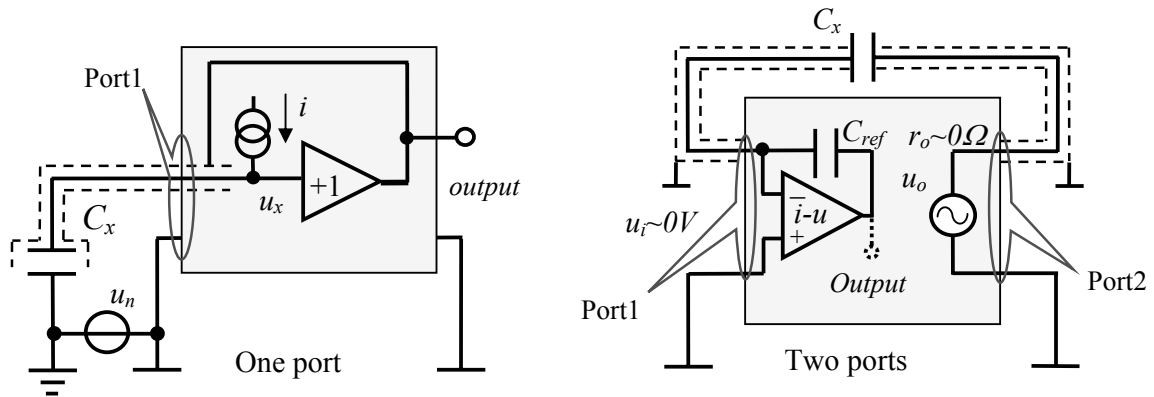 Port1
i
+1
u_x
output
C_x
u_n
One port
C_x
C_ref
r_o~0Ω
u_o
u_i~0V
–
i-u
+
Output
Port1
Port2
Two ports